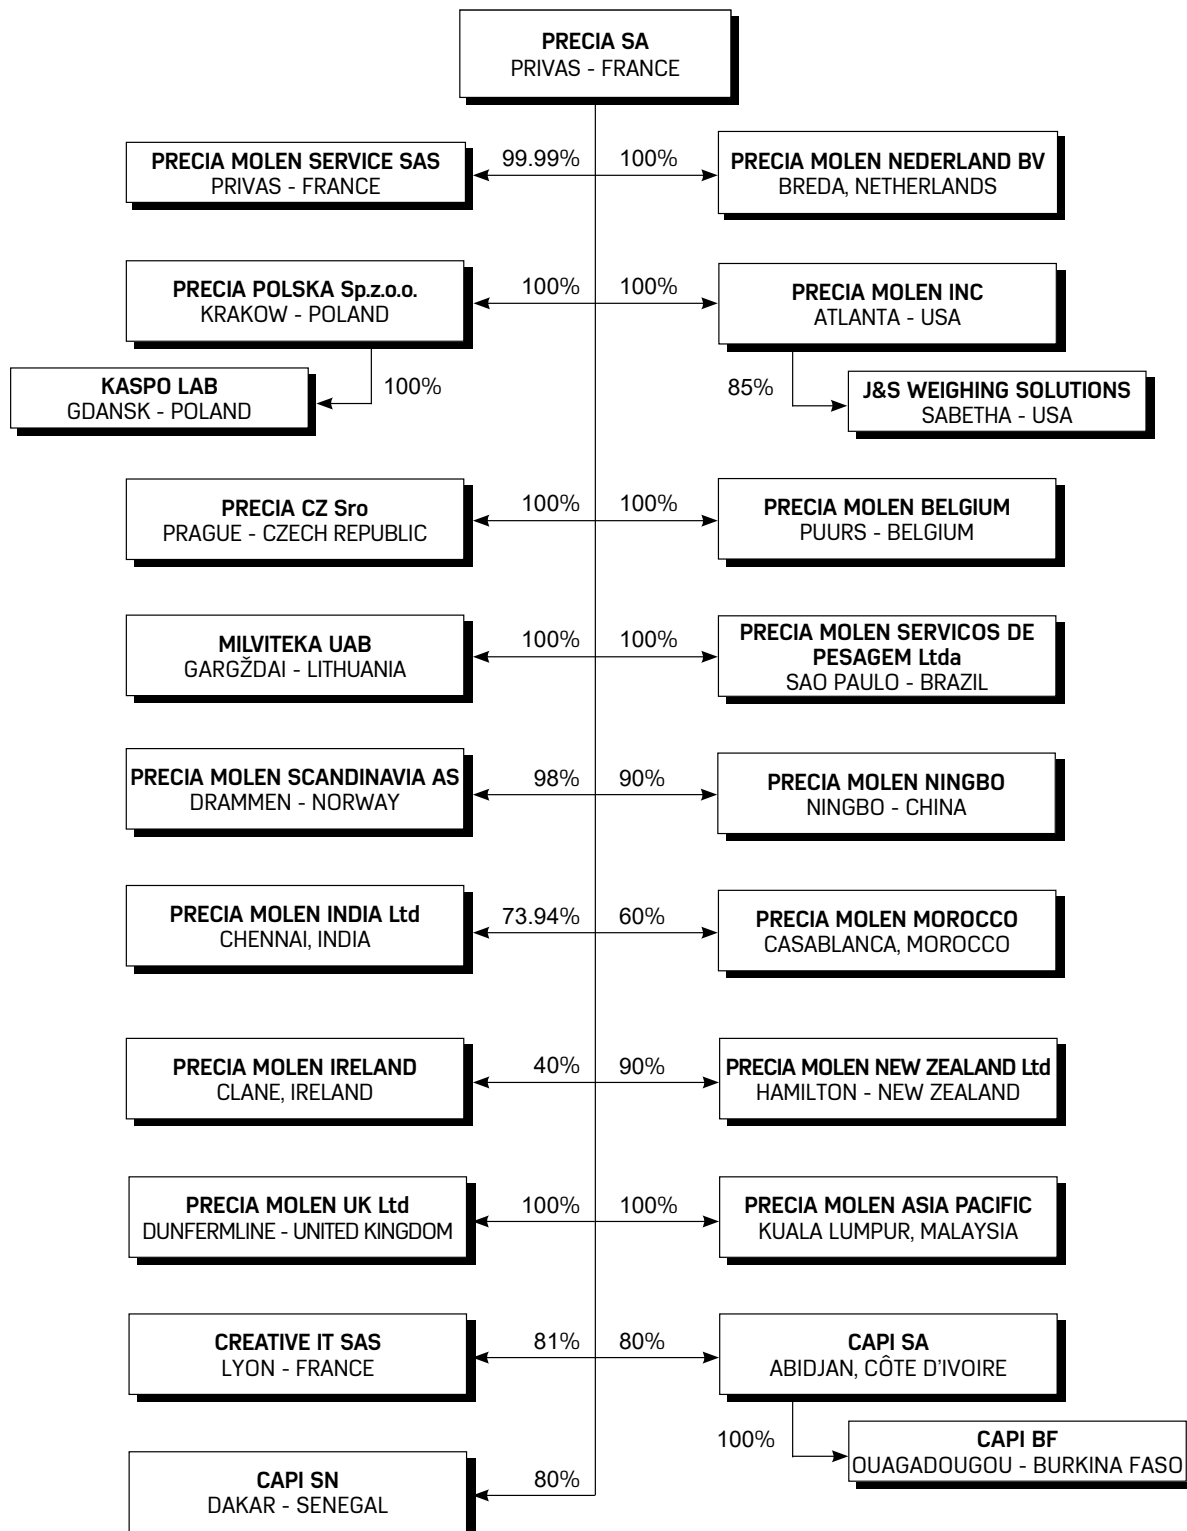 PRECIA SA
PRIVAS - FRANCE
PRECIA MOLEN SERVICE SAS
PRIVAS - FRANCE
99.99%
100%
PRECIA MOLEN NEDERLAND BV
BREDA, NETHERLANDS
PRECIA POLSKA Sp.z.o.o.
KRAKOW - POLAND
100%
100%
PRECIA MOLEN INC
ATLANTA - USA
KASPO LAB
GDANSK - POLAND
100%
85%
J&S WEIGHING SOLUTIONS
SABETHA - USA
PRECIA CZ Sro
PRAGUE - CZECH REPUBLIC
100%
100%
PRECIA MOLEN BELGIUM
PUURS - BELGIUM
MILVITEKA UAB
GARGŽDAI - LITHUANIA
100%
100%
PRECIA MOLEN SERVICOS DE
PESAGEM Ltda
SAO PAULO - BRAZIL
PRECIA MOLEN SCANDINAVIA AS
DRAMMEN - NORWAY
98%
90%
PRECIA MOLEN NINGBO
NINGBO - CHINA
PRECIA MOLEN INDIA Ltd
CHENNAI, INDIA
73.94%
60%
PRECIA MOLEN MOROCCO
CASABLANCA, MOROCCO
PRECIA MOLEN IRELAND
CLANE, IRELAND
40%
90%
PRECIA MOLEN NEW ZEALAND Ltd
HAMILTON - NEW ZEALAND
PRECIA MOLEN UK Ltd
DUNFERMLINE - UNITED KINGDOM
100%
100%
PRECIA MOLEN ASIA PACIFIC
KUALA LUMPUR, MALAYSIA
CREATIVE IT SAS
LYON - FRANCE
81%
80%
CAPI SA
ABIDJAN, CÔTE D'IVOIRE
100%
CAPI BF
OUAGADOUGOU - BURKINA FASO
CAPI SN
DAKAR - SENEGAL
80%